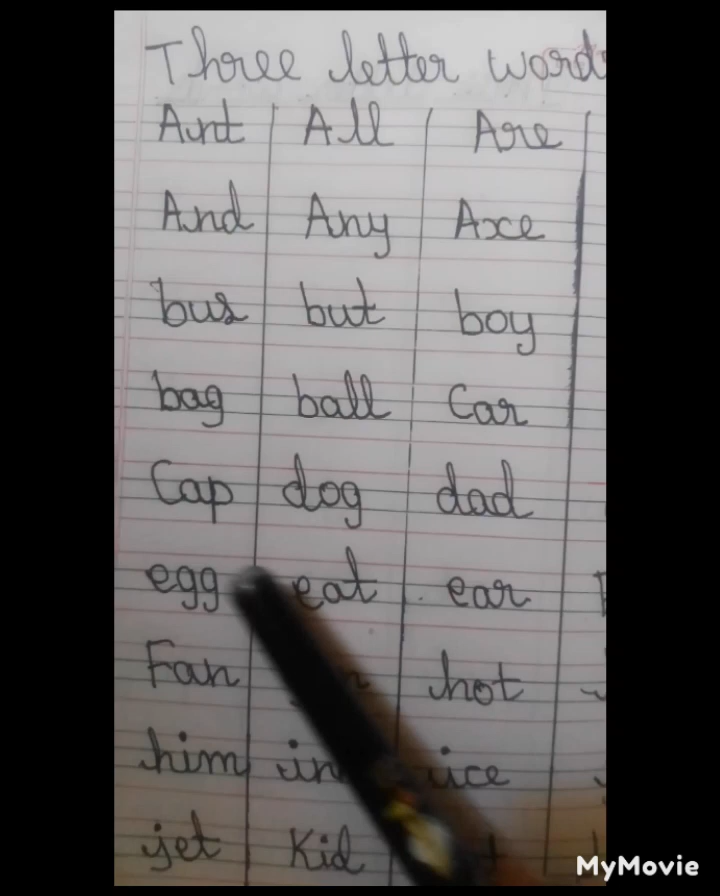 Three letter word
Ant All Are
And Any Axe
bus but boy
bag ball Car
Cap dog dad
egg eat ear
Fan hot
him ice
jet Kid
MyMovie